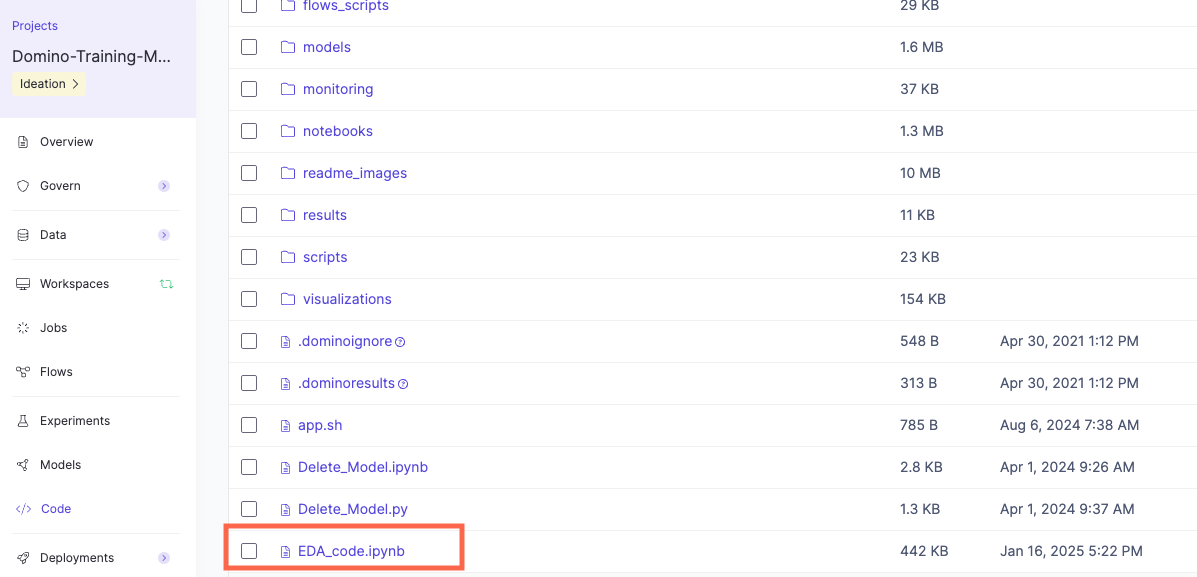 Projects
Domino-Training-M...
Ideation
Overview
Govern
Data
Workspaces
Jobs
Flows
Experiments
Models
Code
Deployments
flows_scripts 29 KB
models 1.6 MB
monitoring 37 KB
notebooks 1.3 MB
readme_images 10 MB
results 11 KB
scripts 23 KB
visualizations 154 KB
.dominoignore 548 B Apr 30, 2021 1:12 PM
.dominoresults 313 B Apr 30, 2021 1:12 PM
app.sh 785 B Aug 6, 2024 7:38 AM
Delete_Model.ipynb 2.8 KB Apr 1, 2024 9:26 AM
Delete_Model.py 1.3 KB Apr 1, 2024 9:37 AM
EDA_code.ipynb 442 KB Jan 16, 2025 5:22 PM